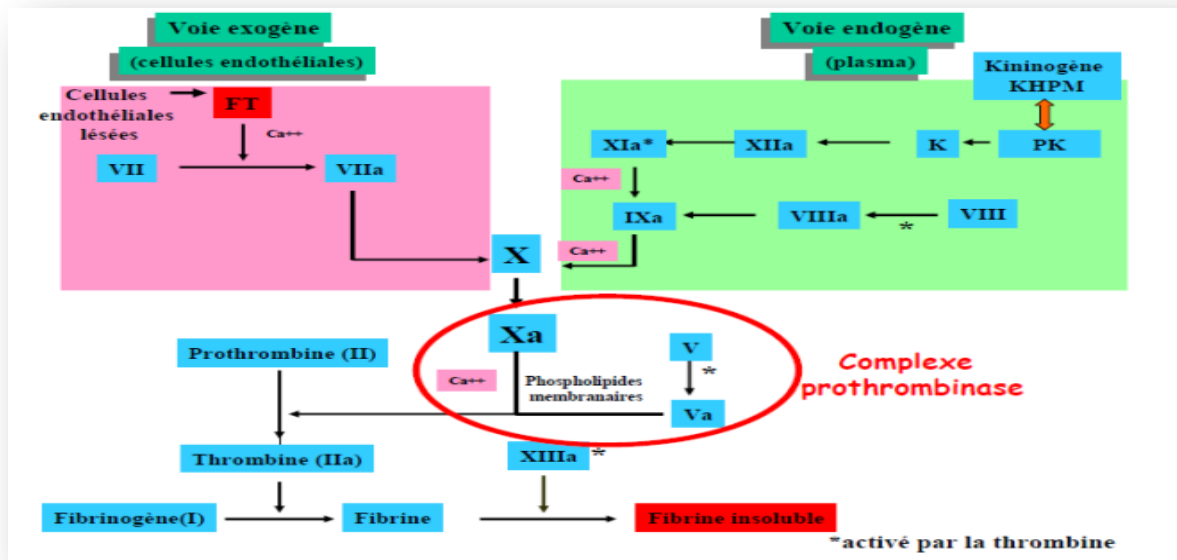 Voie exogène
(cellules endothéliales)
Voie endogène
(plasma)
Kininogène
KHPM
Cellules
endothéliales
lésées
FT
Ca++
VII
VIIa
XIa*
XIIa
K
PK
Ca++
IXa
VIIIa
*
VIII
Ca++
X
Xa
V
*
Va
Ca++
Phospholipides
membranaires
Complexe
prothrombinase
Prothrombine (II)
Thrombine (IIa)
XIIIa*
Fibrinogène(I)
Fibrine
Fibrine insoluble
*activé par la thrombine